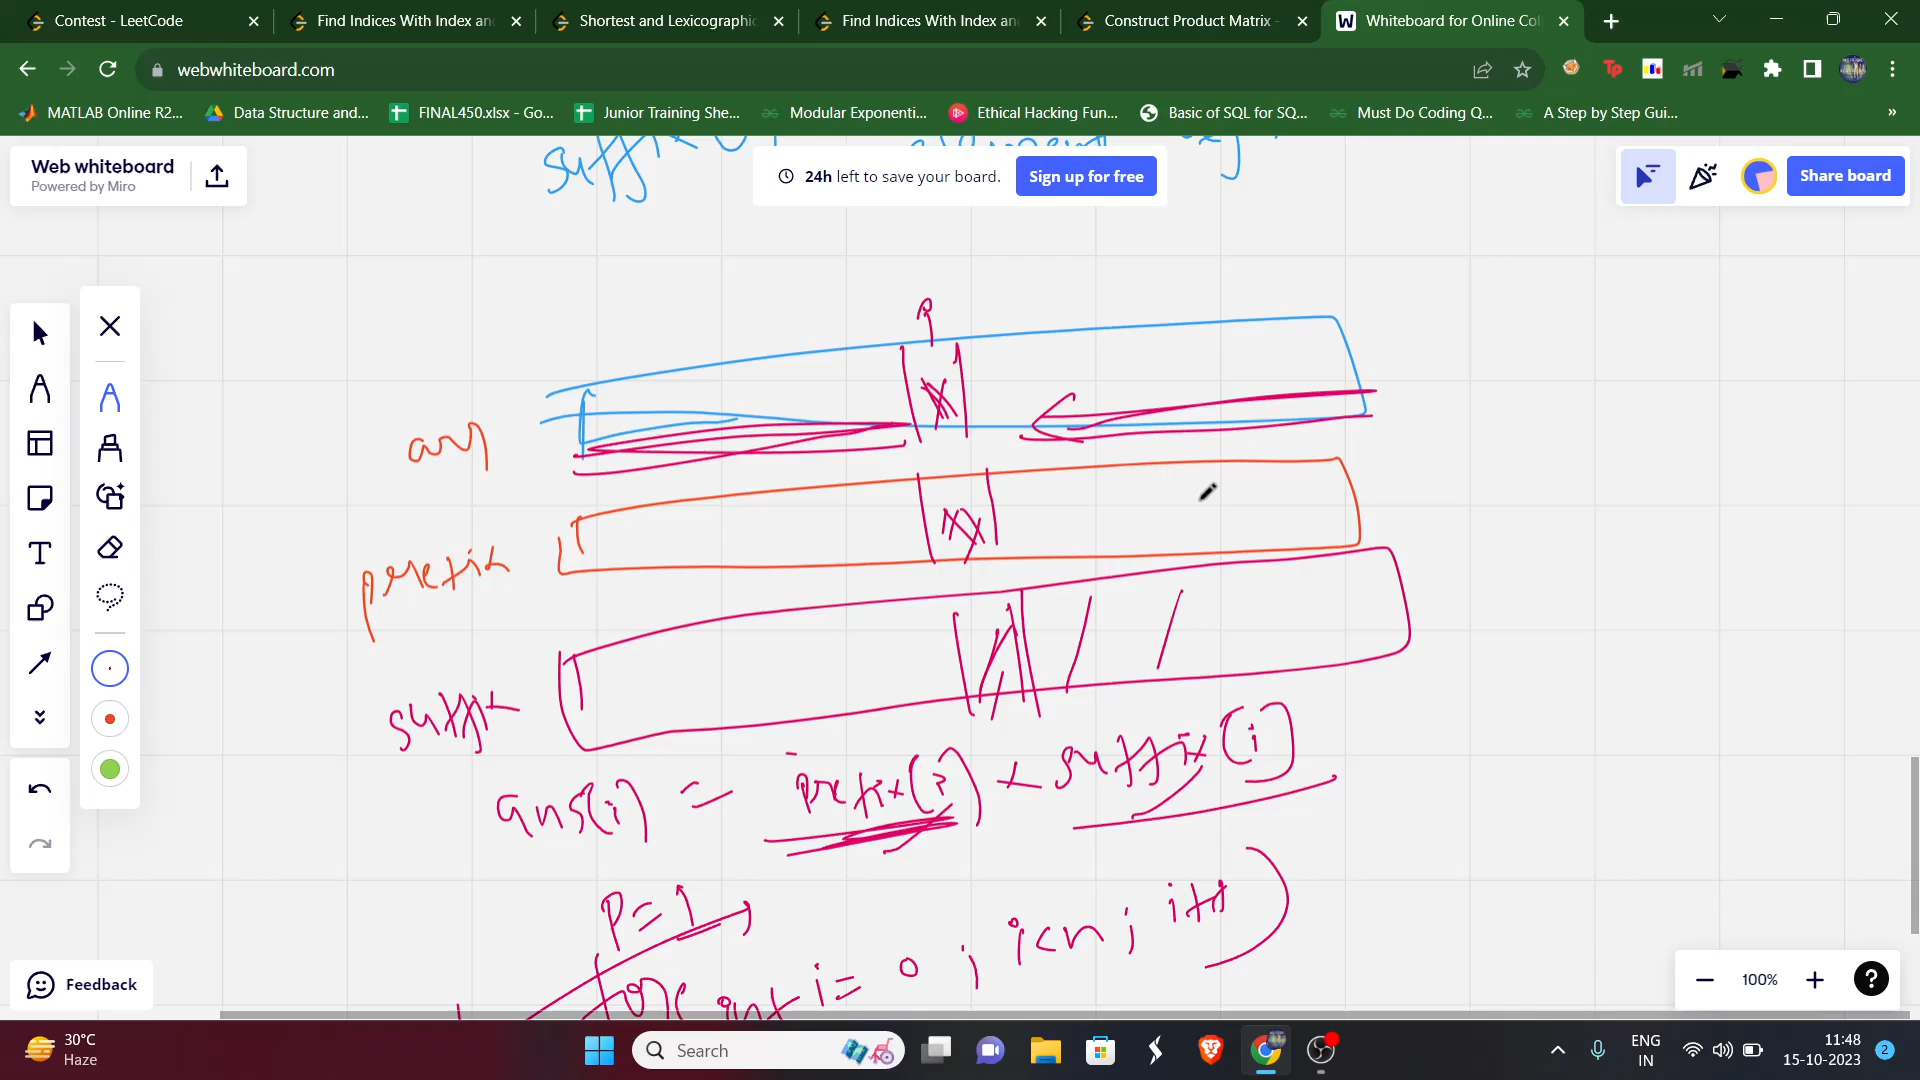 Contest - LeetCode
Find Indices With Index an
Shortest and Lexicographic
Find Indices With Index an
Construct Product Matrix -
Whiteboard for Online Col
webwhiteboard.com
MATLAB Online R2...
Data Structure and...
FINAL450.xlsx - Go...
Junior Training She...
Modular Exponenti...
Ethical Hacking Fun...
Basic of SQL for SQ...
Must Do Coding Q...
A Step by Step Gui...
Web whiteboard
Powered by Miro
24h left to save your board.
Sign up for free
Share board
suffix
arr
prefix
suffix
ans(i) = prefix(i) × suffix(i)
P = 1
for( int i = 0 ; i<n ; i++)
Feedback
100%
30°C
Haze
Search
ENG
IN
11:48
15-10-2023
2